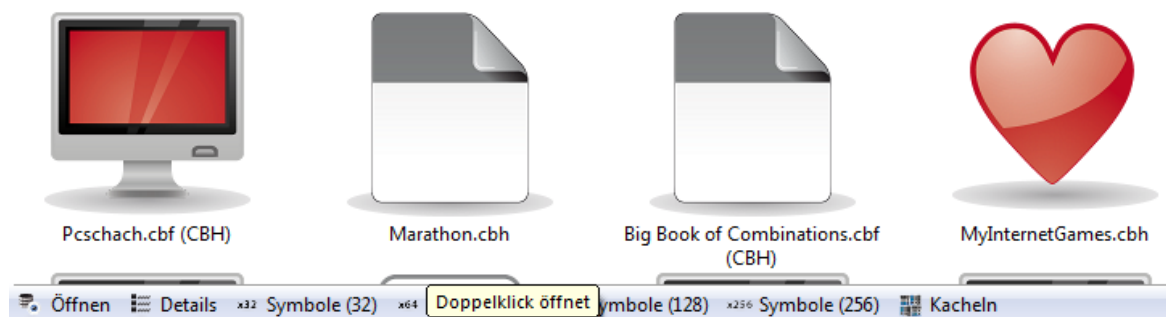 Pcschach.cbf (CBH)
Marathon.cbh
Big Book of Combinations.cbf
(CBH)
MyInternetGames.cbh
Öffnen Details x32 Symbole (32) x64 Doppelklick öffnet ymbole (128) x256 Symbole (256) Kacheln